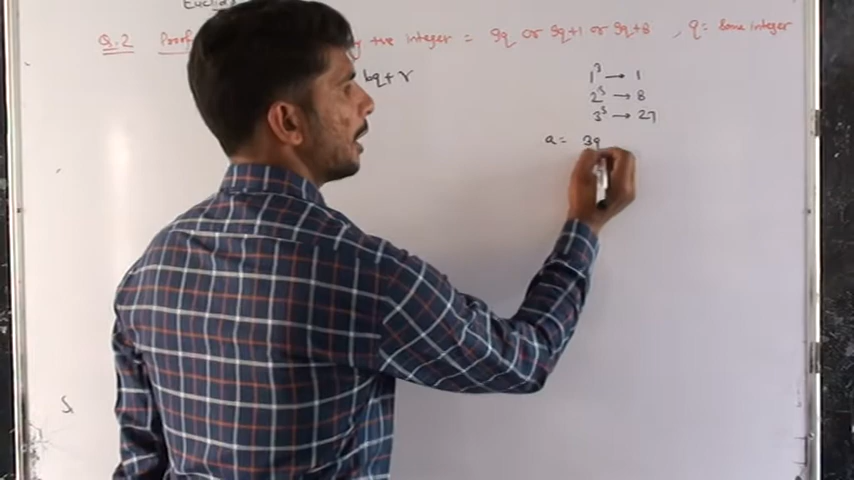 Euclid
Q.2 Proof y +ve integer = 9q or 9q+1 or 9q+8 , q = some integer
bq + r
1³ → 1
2³ → 8
3³ → 27
a = 3q